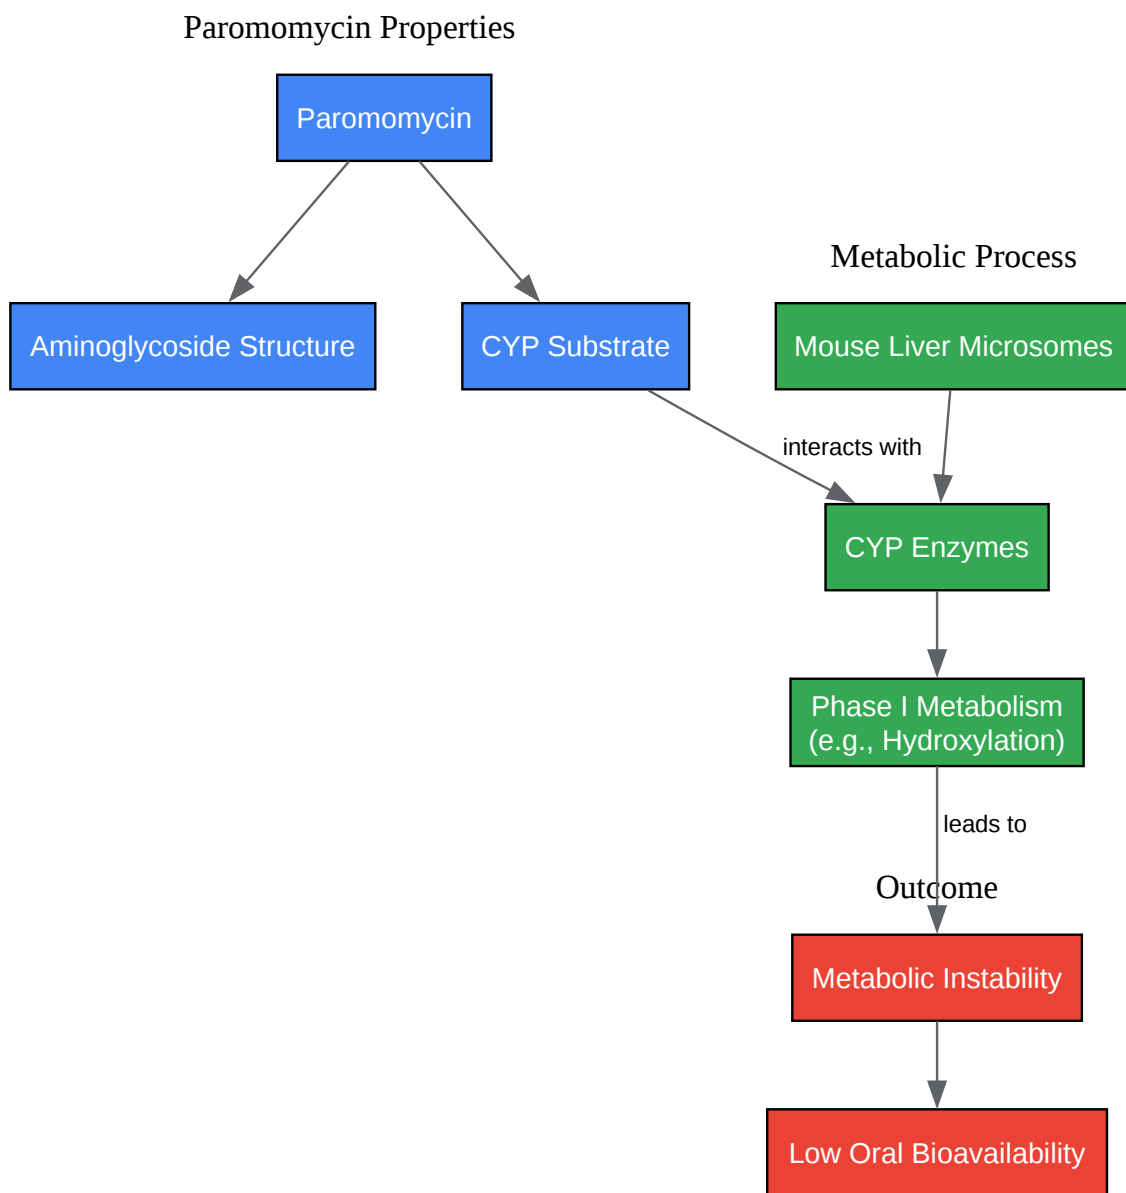 Paromomycin Properties
Paromomycin
Metabolic Process
Aminoglycoside Structure
CYP Substrate
Mouse Liver Microsomes
interacts with
CYP Enzymes
Phase I Metabolism
(e.g., Hydroxylation)
leads to
Outcome
Metabolic Instability
Low Oral Bioavailability